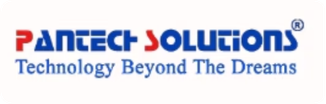 PANTECH SOLUTIONS®
Technology Beyond The Dreams